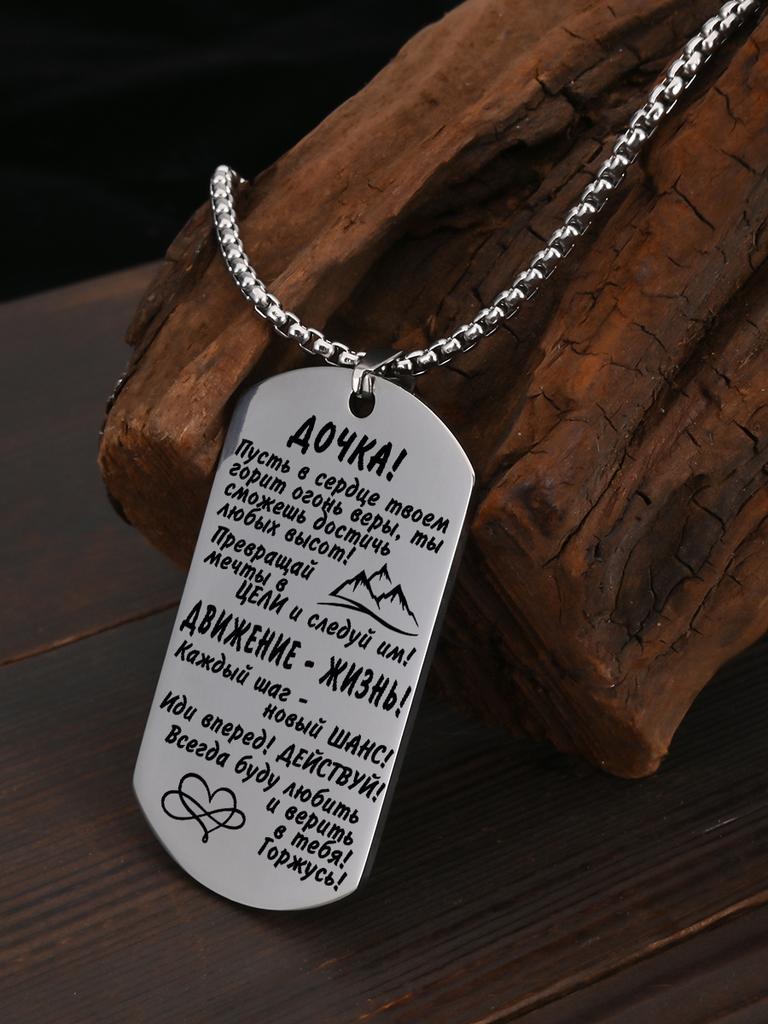 ДОЧКА!
Пусть в сердце твоем
горит огонь веры, ты
сможешь достичь
любых высот!
Превращай
мечты в
ЦЕЛИ и следуй им!
ДВИЖЕНИЕ - ЖИЗНЬ!
Каждый шаг -
новый ШАНС!
Иди вперед! ДЕЙСТВУЙ!
Всегда буду любить
и верить
в тебя!
Горжусь!